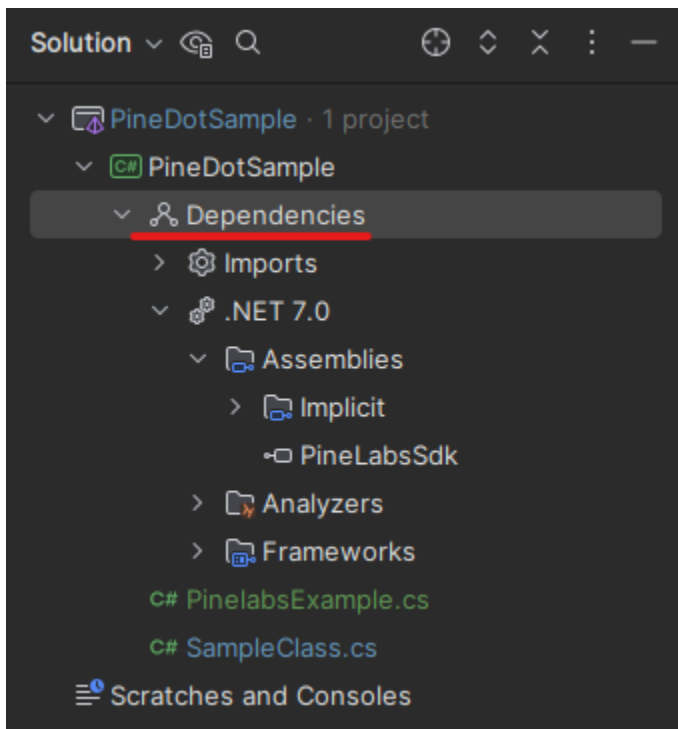 Solution
PineDotSample · 1 project
C# PineDotSample
Dependencies
Imports
.NET 7.0
Assemblies
Implicit
PineLabsSdk
Analyzers
Frameworks
C# PinelabsExample.cs
C# SampleClass.cs
Scratches and Consoles